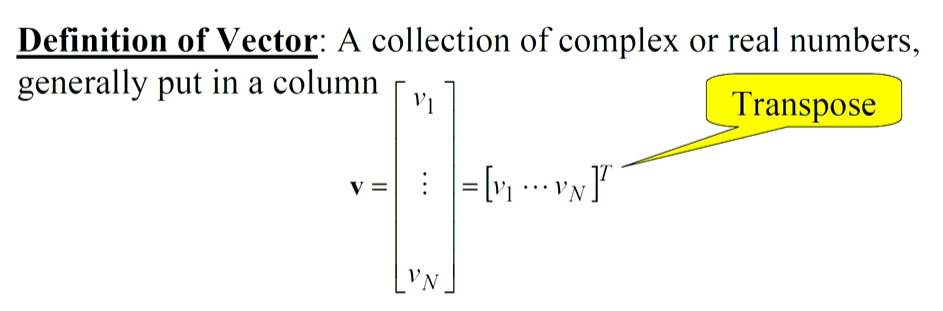 Definition of Vector: A collection of complex or real numbers,
generally put in a column
Transpose
v = [v₁ ⋮ v_N] = [v₁ ⋯ v_N]ᵀ